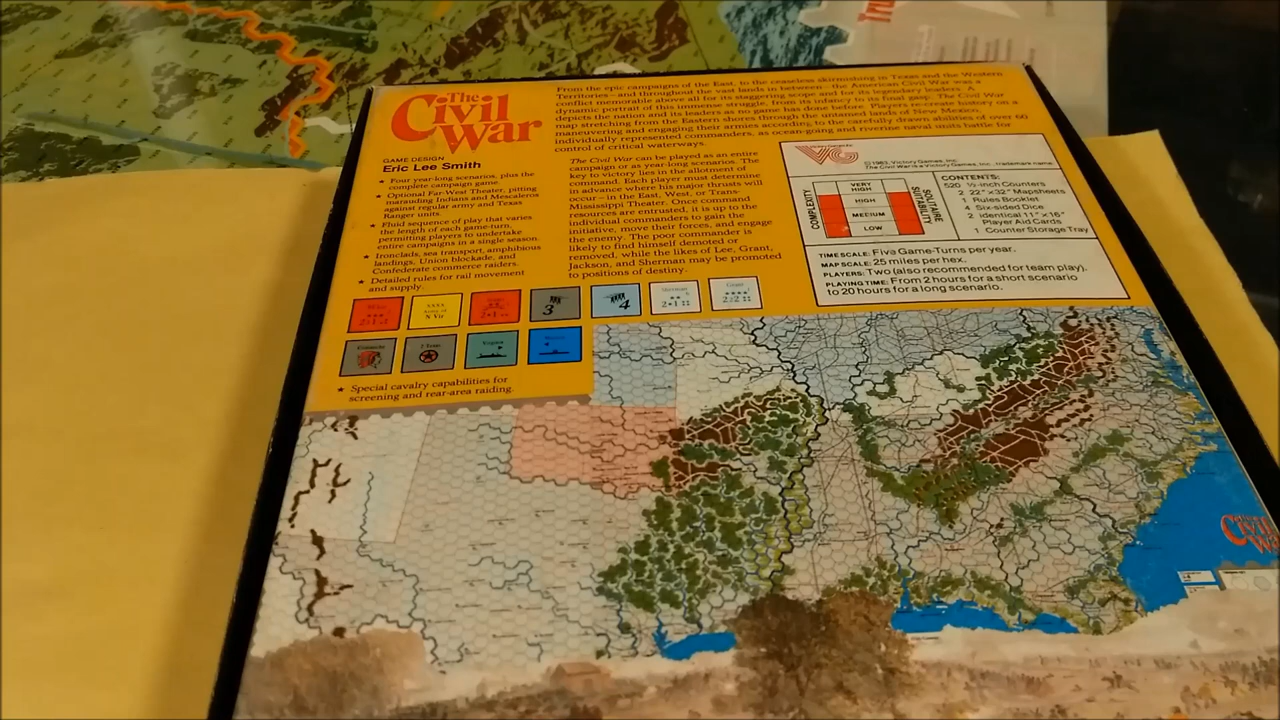 The
Civil
War
GAME DESIGN
Eric Lee Smith
★ Four year-long scenarios, plus the
complete campaign game.
★ Optional Far-West Theater, pitting
marauding Indians and Mescaleros
against regular army and Texas
Ranger units.
★ Fluid sequence of play that varies
the length of each game-turn,
permitting players to undertake
entire campaigns in a single season.
★ Ironclads, sea transport, amphibious
landings, Union blockade, and
Confederate commerce raiders.
★ Detailed rules for rail movement
and supply.
★ Special cavalry capabilities for
screening and rear-area raiding.
From the epic campaigns of the East, to the ceaseless skirmishing in Texas and the Western
Territories—and throughout the vast lands in between—the American Civil War was a
conflict memorable above all for its staggering scope and for its legendary leaders. A
dynamic portrait of this immense struggle, from its infancy to its final gasp, The Civil War
depicts the nation and its leaders as no game has done before. Players re-create history on a
map stretching from the Eastern shores through the untamed lands of New Mexico,
maneuvering and engaging their armies according to the carefully drawn abilities of over 60
individually represented commanders, as ocean-going and riverine naval units battle for
control of critical waterways.
The Civil War can be played as an entire
campaign or as year-long scenarios. The
key to victory lies in the allotment of
command. Each player must determine
in advance where his major thrusts will
occur—in the East, West, or Trans-
Mississippi Theater. Once command
resources are entrusted, it is up to the
individual commanders to gain the
initiative, move their forces, and engage
the enemy. The poor commander is
likely to find himself demoted or
removed, while the likes of Lee, Grant,
Jackson, and Sherman may be promoted
to positions of destiny.
Victory Games, Inc.
VG
©1983, Victory Games, Inc.
The Civil War is a Victory Games, Inc. trademark name.
COMPLEXITY
VERY
HIGH
HIGH
MEDIUM
LOW
SOLITAIRE
SUITABILITY
CONTENTS:
520 ½-inch Counters
2 22"×32" Mapsheets
1 Rules Booklet
4 Six-sided Dice
2 identical 11"×16"
Player Aid Cards
1 Counter Storage Tray
TIME SCALE: Five Game-Turns per year.
MAP SCALE: 25 miles per hex.
PLAYERS: Two (also recommended for team play).
PLAYING TIME: From 2 hours for a short scenario
to 20 hours for a long scenario.
N Vir
3
4
Sherman
Grant
Comanche
Civil
War